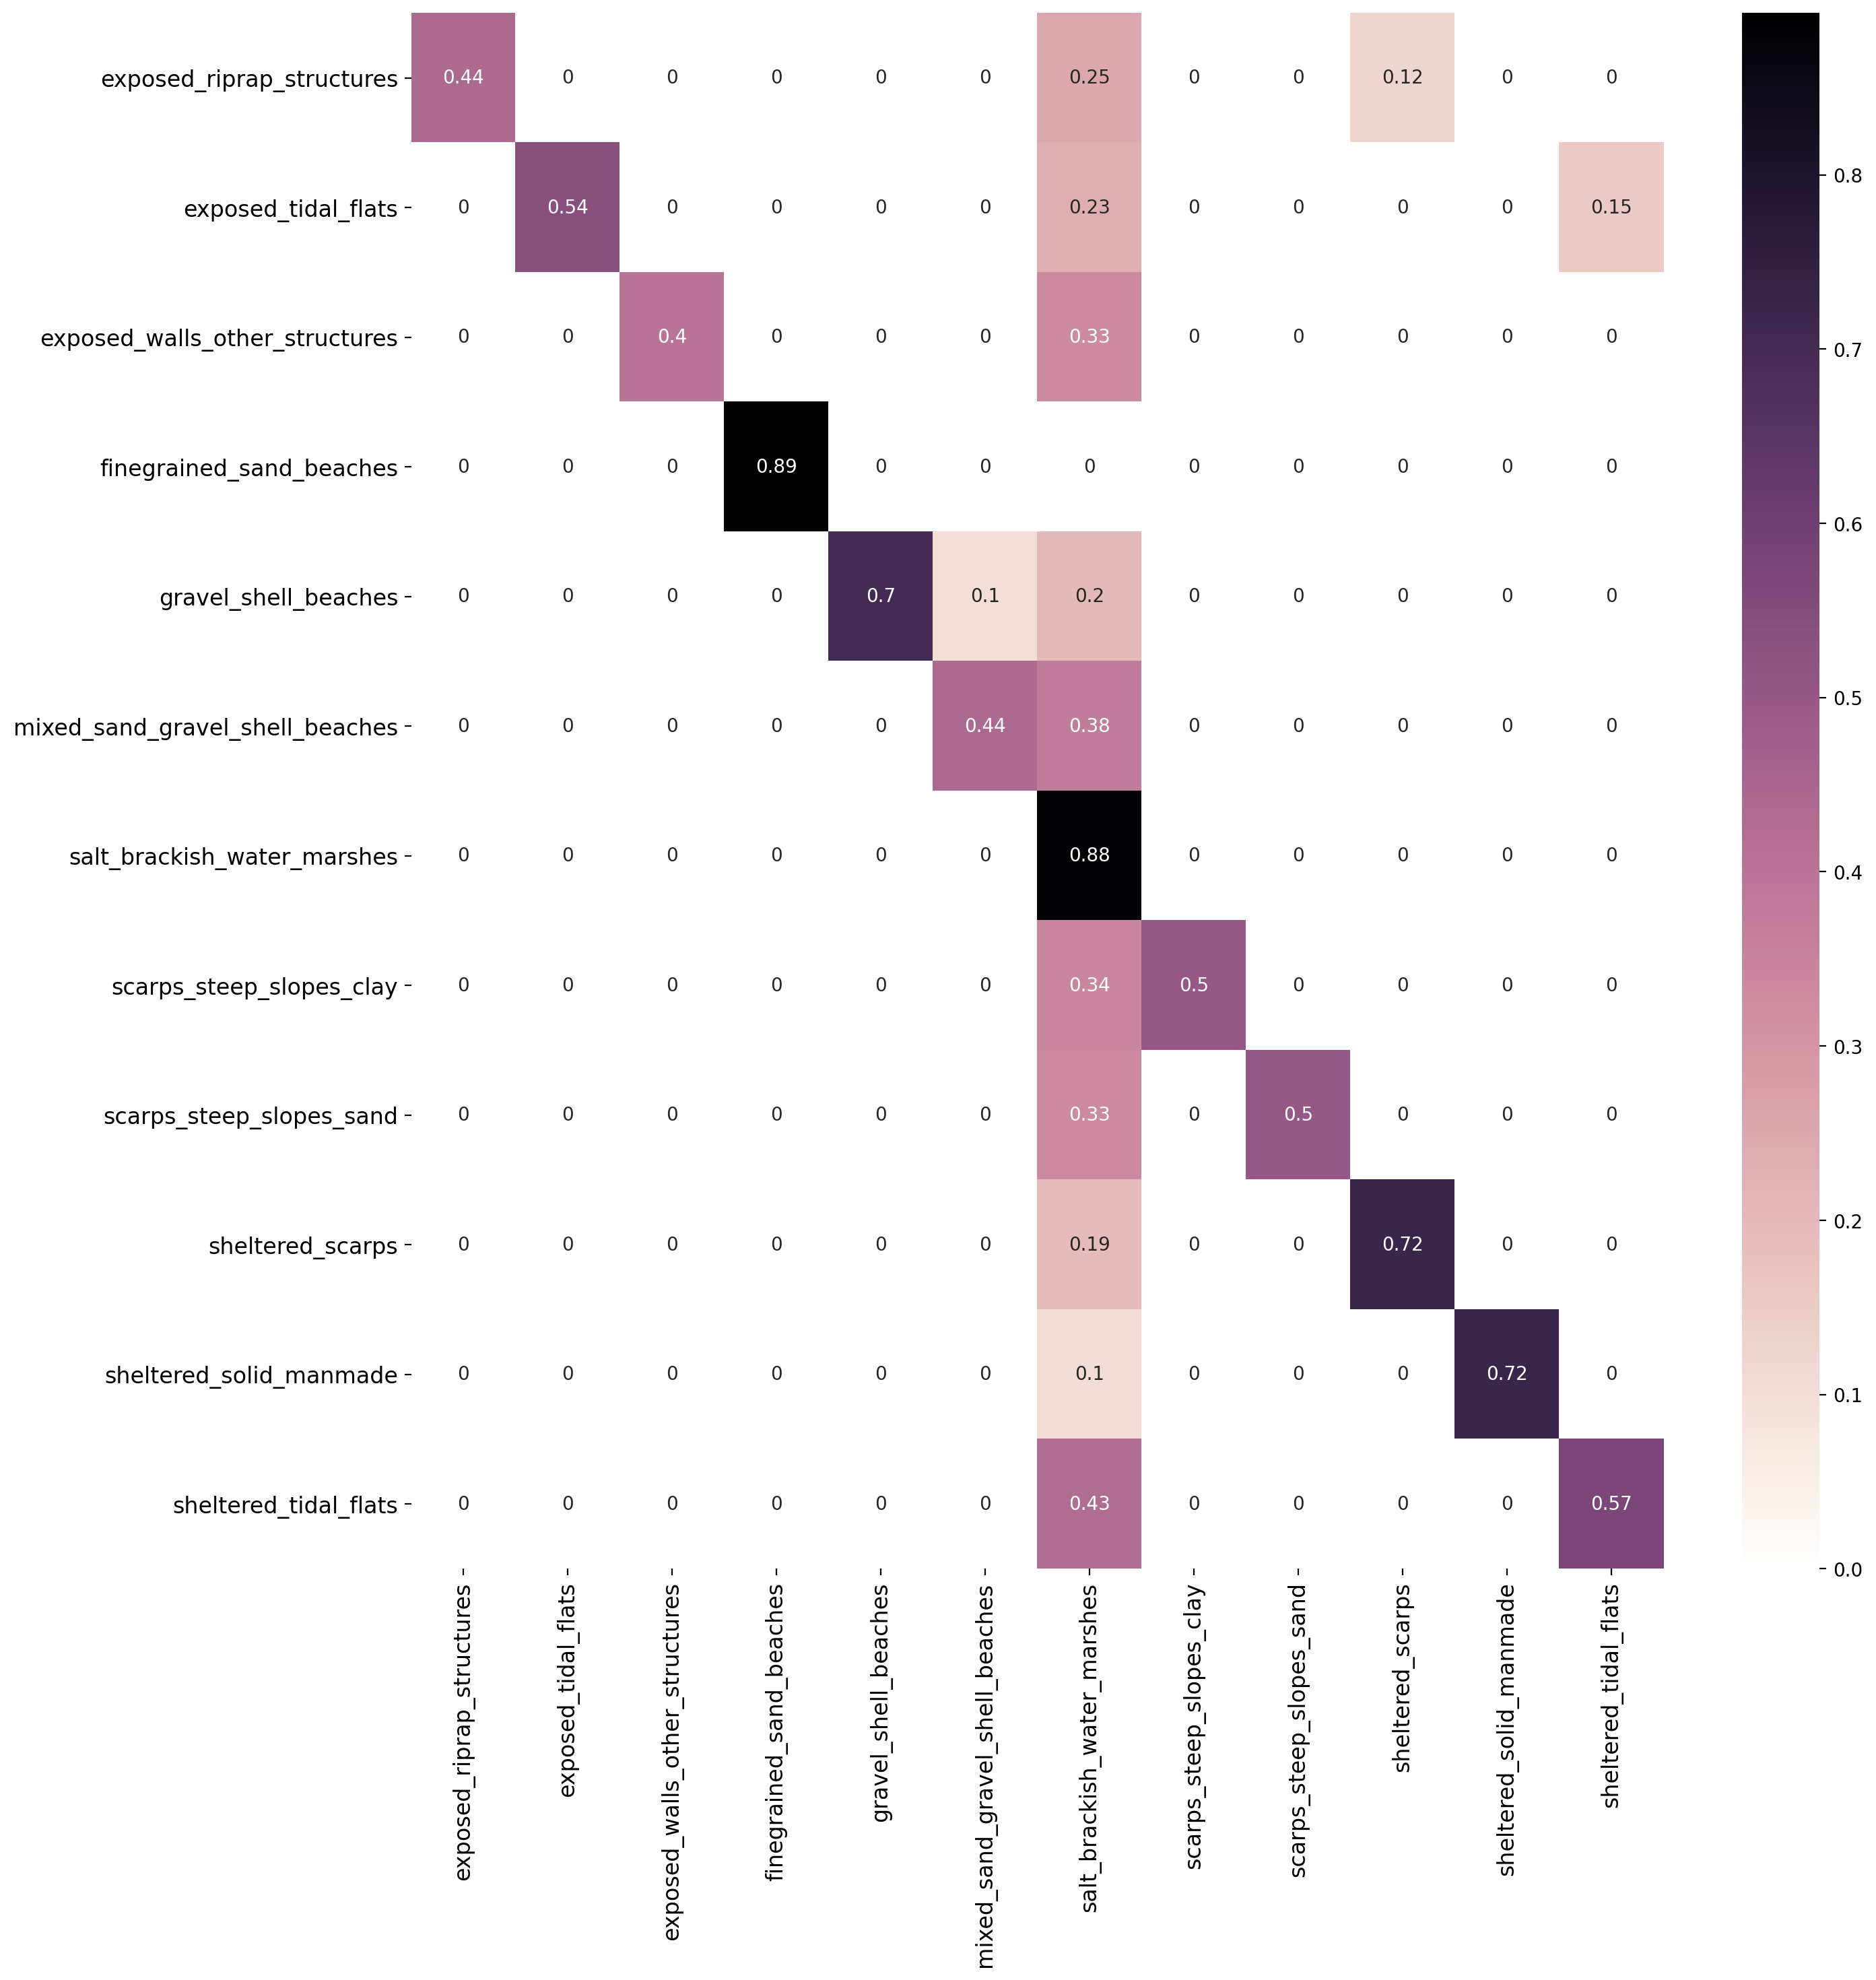 exposed_riprap_structures 0.44 0 0 0 0 0 0.25 0 0 0.12 0 0
exposed_tidal_flats 0 0.54 0 0 0 0 0.23 0 0 0 0 0.15
exposed_walls_other_structures 0 0 0.4 0 0 0 0.33 0 0 0 0 0
finegrained_sand_beaches 0 0 0 0.89 0 0 0 0 0 0 0 0
gravel_shell_beaches 0 0 0 0 0.7 0.1 0.2 0 0 0 0 0
mixed_sand_gravel_shell_beaches 0 0 0 0 0 0.44 0.38 0 0 0 0 0
salt_brackish_water_marshes 0 0 0 0 0 0 0.88 0 0 0 0 0
scarps_steep_slopes_clay 0 0 0 0 0 0 0.34 0.5 0 0 0 0
scarps_steep_slopes_sand 0 0 0 0 0 0 0.33 0 0.5 0 0 0
sheltered_scarps 0 0 0 0 0 0 0.19 0 0 0.72 0 0
sheltered_solid_manmade 0 0 0 0 0 0 0.1 0 0 0 0.72 0
sheltered_tidal_flats 0 0 0 0 0 0 0.43 0 0 0 0 0.57
exposed_riprap_structures
exposed_tidal_flats
exposed_walls_other_structures
finegrained_sand_beaches
gravel_shell_beaches
mixed_sand_gravel_shell_beaches
salt_brackish_water_marshes
scarps_steep_slopes_clay
scarps_steep_slopes_sand
sheltered_scarps
sheltered_solid_manmade
sheltered_tidal_flats
0.8
0.7
0.6
0.5
0.4
0.3
0.2
0.1
0.0